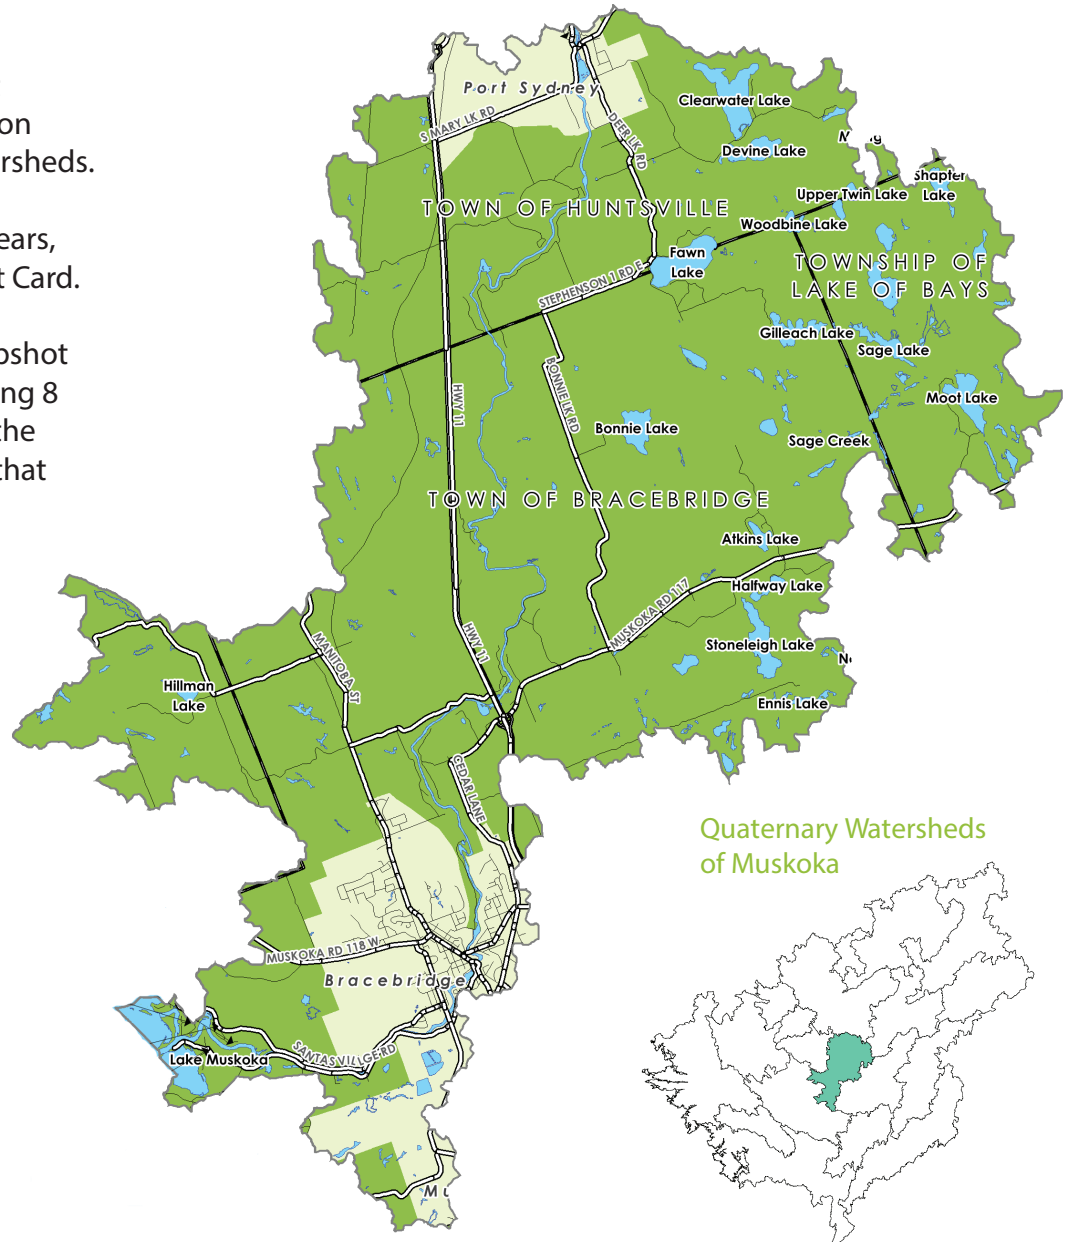 on
ersheds.
ears,
t Card.
pshot
ng 8
the
that
Port Sydney
S MARY LK RD
DEER LK RD
Clearwater Lake
Devine Lake
Shapter
Lake
Upper Twin Lake
Woodbine Lake
TOWN OF HUNTSVILLE
Fawn
Lake
TOWNSHIP OF
LAKE OF BAYS
STEPHENSON 1 RD E
Gilleach Lake
Sage Lake
HWY 11
BONNIE LK RD
Moot Lake
Bonnie Lake
Sage Creek
TOWN OF BRACEBRIDGE
Atkins Lake
Halfway Lake
MUSKOKA RD 117
Stoneleigh Lake
HWY 11
MANITOBA ST
Hillman
Lake
Ennis Lake
CEDAR LANE
Quaternary Watersheds
of Muskoka
MUSKOKA RD 118 W
Bracebridge
SANTAS VILLGE RD
Lake Muskoka
Mu